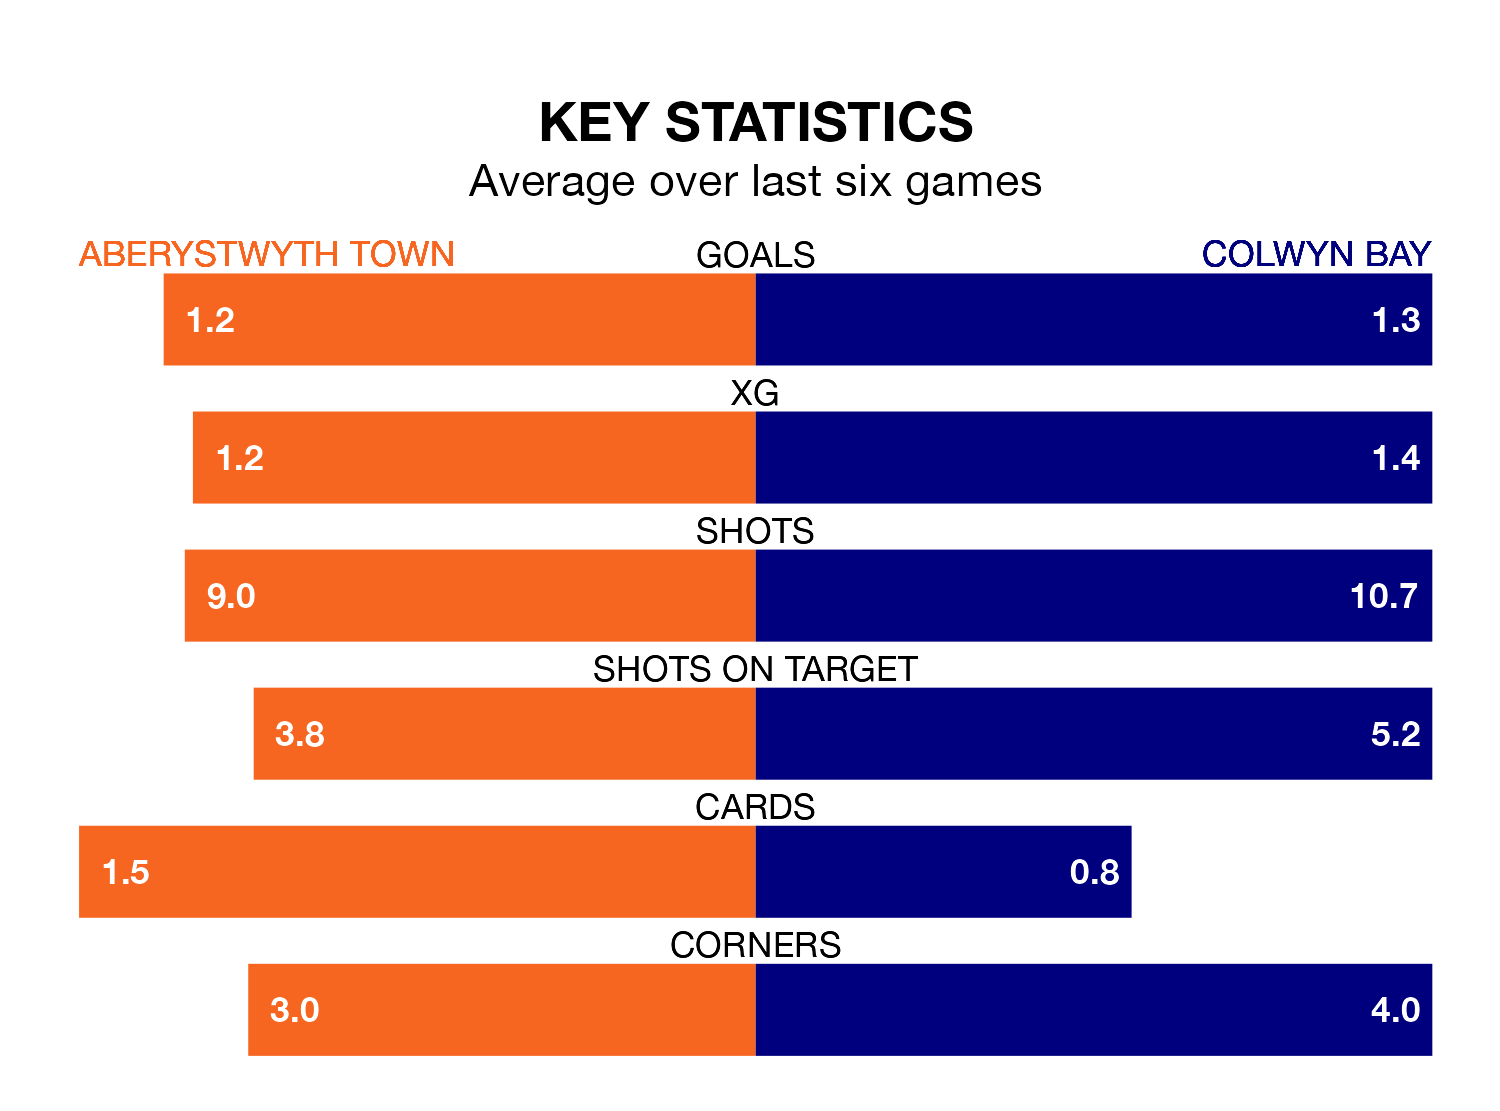 KEY STATISTICS
Average over last six games
ABERYSTWYTH TOWN GOALS COLWYN BAY
1.2 1.3
XG
1.2 1.4
SHOTS
9.0 10.7
SHOTS ON TARGET
3.8 5.2
CARDS
1.5 0.8
CORNERS
3.0 4.0